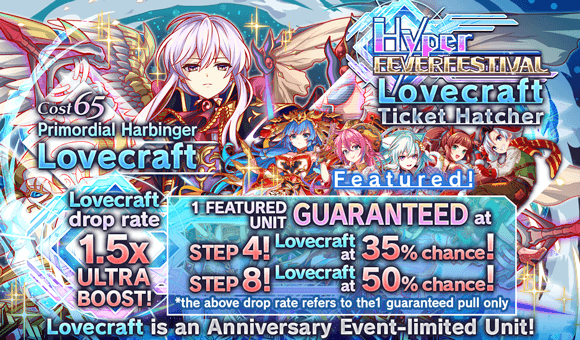 Hyper
FEVER FESTIVAL
Lovecraft
Ticket Hatcher
Cost 65
Primordial Harbinger
Lovecraft
Featured!
Lovecraft
drop rate
1.5x
ULTRA
BOOST!
1 FEATURED UNIT GUARANTEED at
STEP 4! Lovecraft at 35% chance!
STEP 8! Lovecraft at 50% chance!
*the above drop rate refers to the1 guaranteed pull only
Lovecraft is an Anniversary Event-limited Unit!